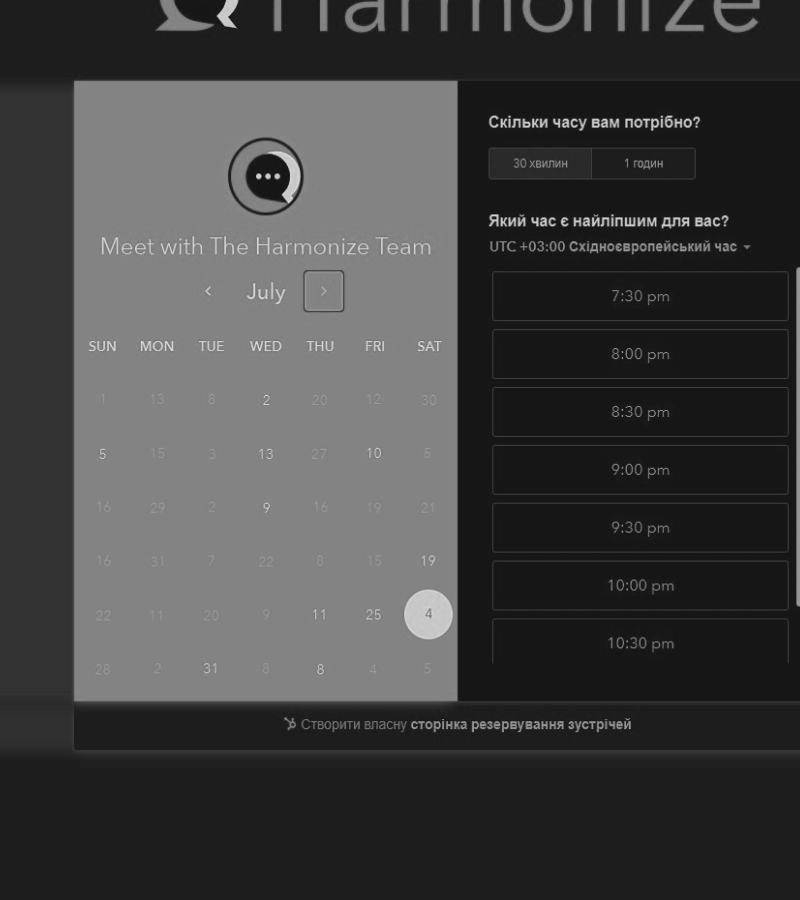 Harmonize
Meet with The Harmonize Team
July
SUN MON TUE WED THU FRI SAT
1 13 8 2 20 12 30
5 15 3 13 27 10 5
16 29 2 9 16 19 21
16 31 7 22 8 15 19
22 11 20 9 11 25 4
28 2 31 8 8 4 5
Скільки часу вам потрібно?
30 хвилин 1 годин
Який час є найліпшим для вас?
UTC +03:00 Східноєвропейський час
7:30 pm
8:00 pm
8:30 pm
9:00 pm
9:30 pm
10:00 pm
10:30 pm
Створити власну сторінка резервування зустрічей